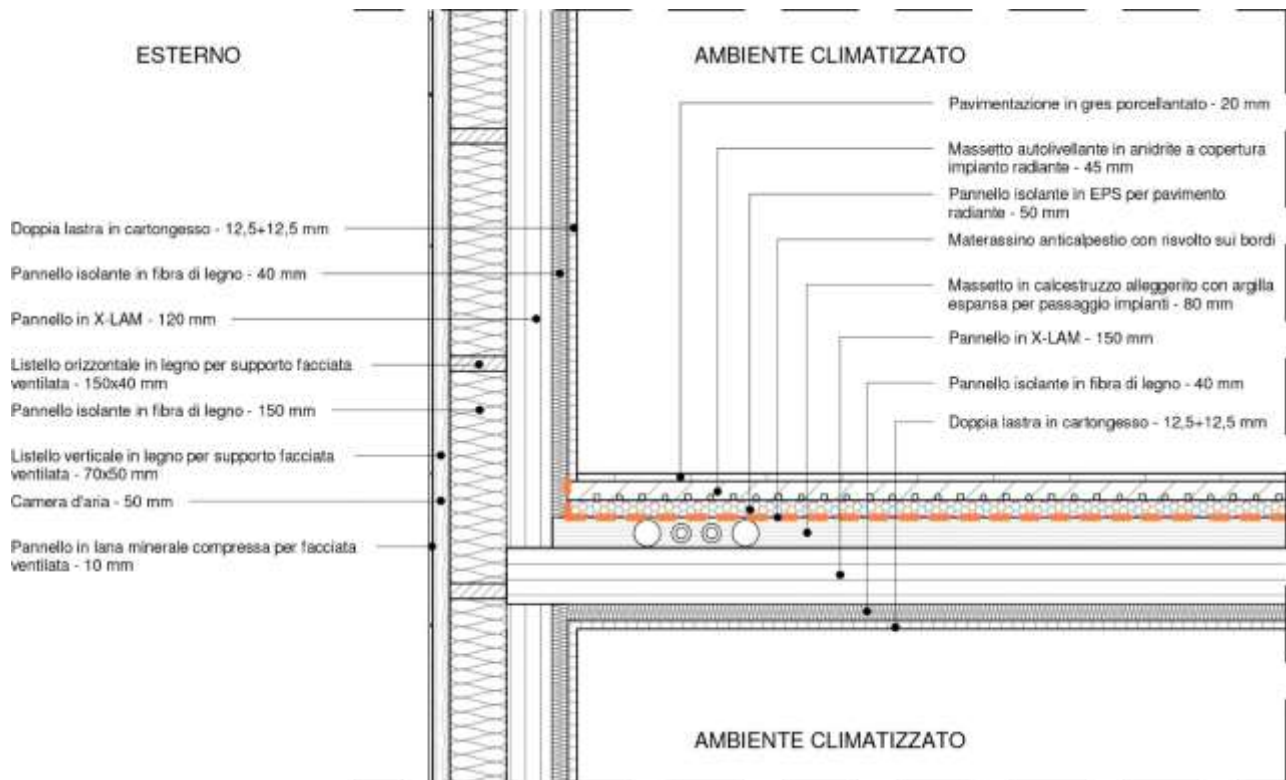 ESTERNO
AMBIENTE CLIMATIZZATO
Pavimentazione in gres porcellantato - 20 mm
Massetto autolivellante in anidrite a copertura
impianto radiante - 45 mm
Pannello isolante in EPS per pavimento
radiante - 50 mm
Materassino anticalpestio con risvolto sui bordi
Massetto in calcestruzzo alleggerito con argilla
espansa per passaggio impianti - 80 mm
Pannello in X-LAM - 150 mm
Pannello isolante in fibra di legno - 40 mm
Doppia lastra in cartongesso - 12,5+12,5 mm
Doppia lastra in cartongesso - 12,5+12,5 mm
Pannello isolante in fibra di legno - 40 mm
Pannello in X-LAM - 120 mm
Listello orizzontale in legno per supporto facciata
ventilata - 150x40 mm
Pannello isolante in fibra di legno - 150 mm
Listello verticale in legno per supporto facciata
ventilata - 70x50 mm
Camera d'aria - 50 mm
Pannello in lana minerale compressa per facciata
ventilata - 10 mm
AMBIENTE CLIMATIZZATO